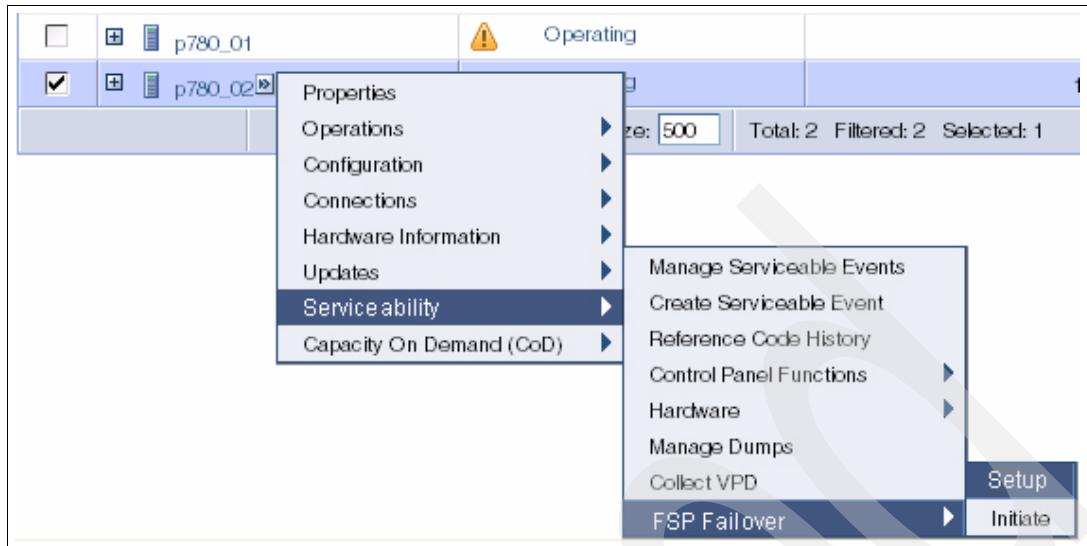 p780_01 Operating
p780_02 g 1
Properties
Operations ze: 500 Total: 2 Filtered: 2 Selected: 1
Configuration
Connections
Hardware Information
Updates
Serviceability
Capacity On Demand (CoD)
Manage Serviceable Events
Create Serviceable Event
Reference Code History
Control Panel Functions
Hardware
Manage Dumps
Collect VPD
FSP Failover
Setup
Initiate